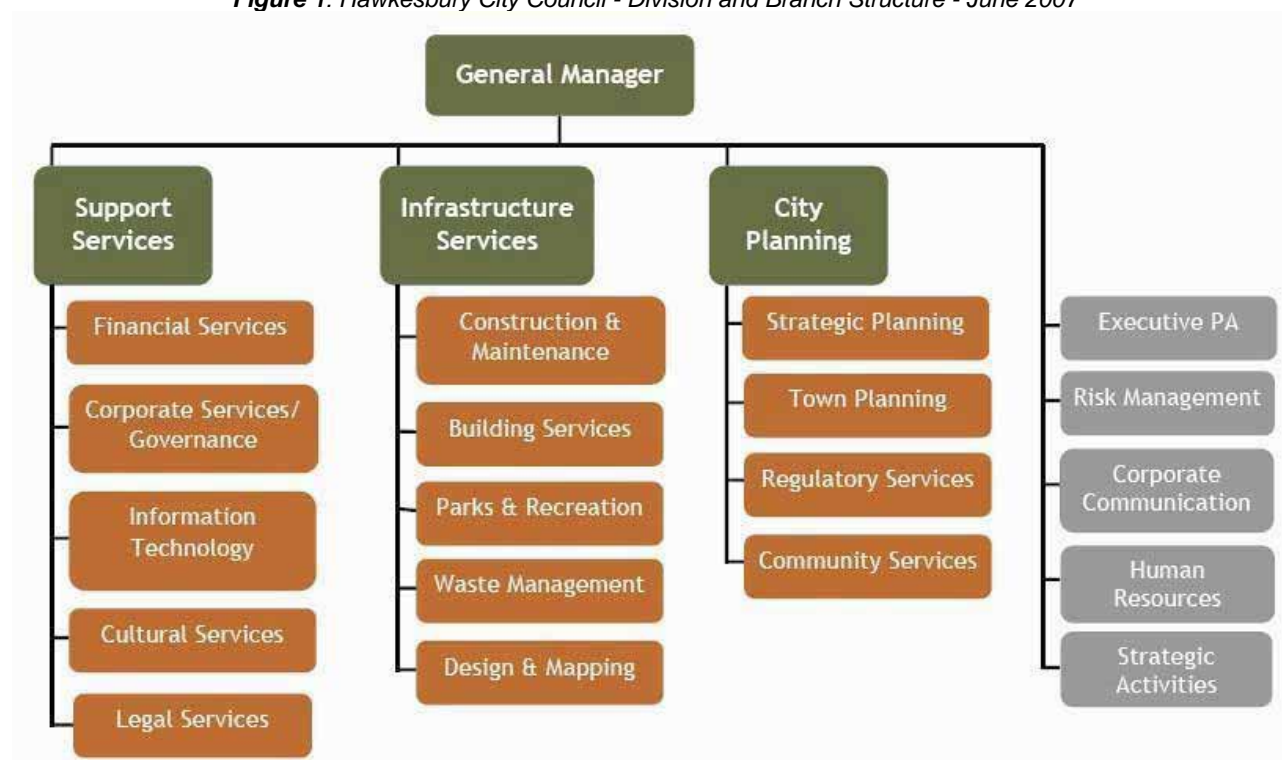 Figure 1: Hawkesbury City Council - Division and Branch Structure - June 2007
General Manager
Support
Services
Financial Services
Corporate Services/
Governance
Information
Technology
Cultural Services
Legal Services
Infrastructure
Services
Construction &
Maintenance
Building Services
Parks & Recreation
Waste Management
Design & Mapping
City
Planning
Strategic Planning
Town Planning
Regulatory Services
Community Services
Executive PA
Risk Management
Corporate
Communication
Human
Resources
Strategic
Activities